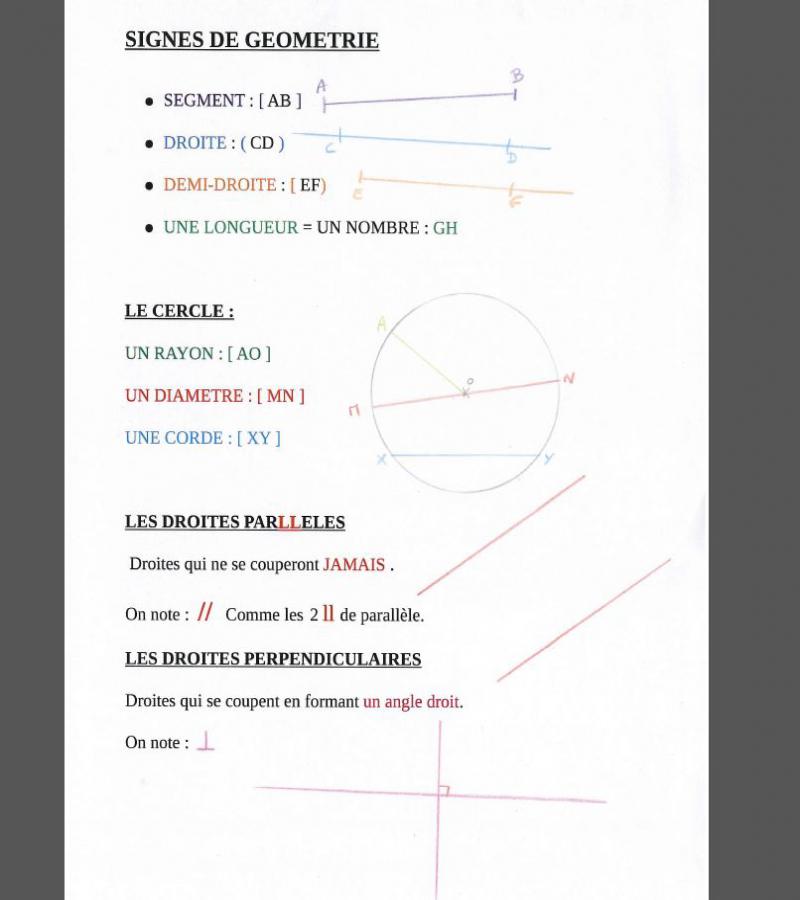 SIGNES DE GEOMETRIE
A
B
● SEGMENT : [ AB ]
● DROITE : ( CD )
C
D
● DEMI-DROITE : [ EF)
E
F
● UNE LONGUEUR = UN NOMBRE : GH
LE CERCLE :
A
UN RAYON : [ AO ]
O
N
UN DIAMETRE : [ MN ]
M
UNE CORDE : [ XY ]
X
Y
LES DROITES PARLLELES
Droites qui ne se couperont JAMAIS .
On note : // Comme les 2 ll de parallèle.
LES DROITES PERPENDICULAIRES
Droites qui se coupent en formant un angle droit.
On note : ⊥